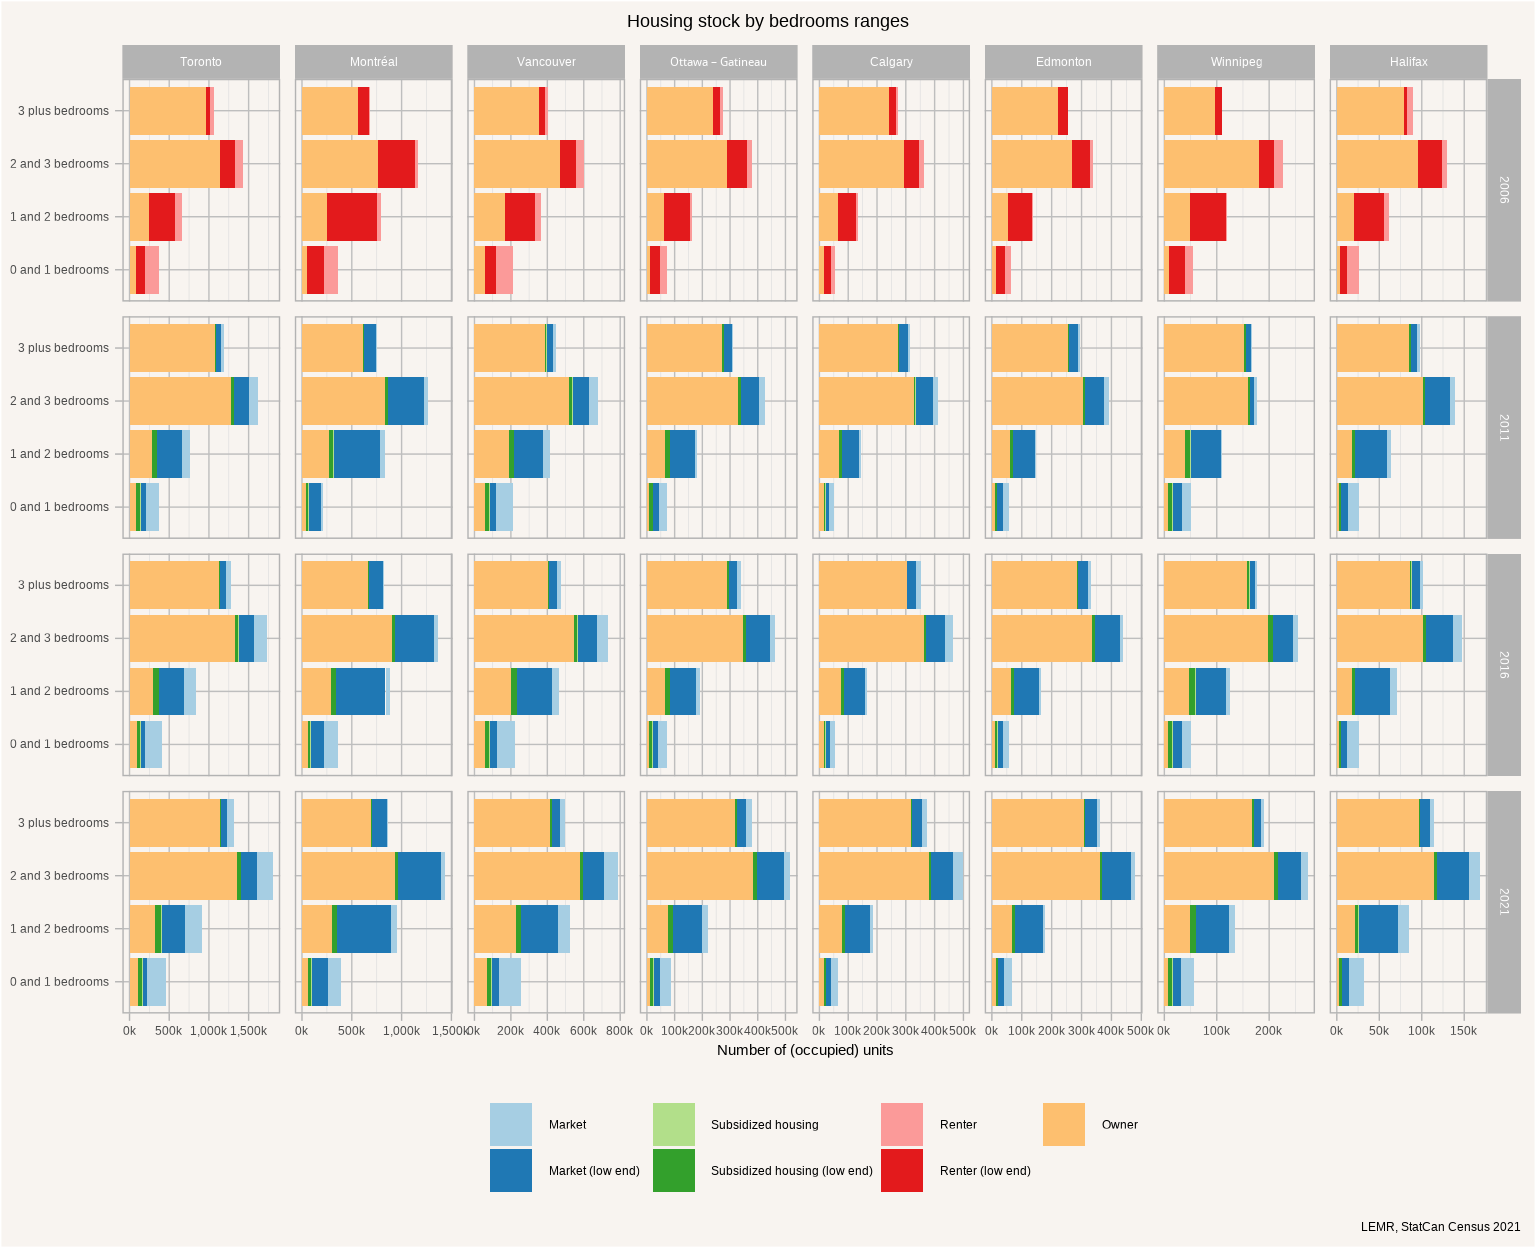 Housing stock by bedrooms ranges
Toronto Montréal Vancouver Ottawa – Gatineau Calgary Edmonton Winnipeg Halifax
3 plus bedrooms
2 and 3 bedrooms
1 and 2 bedrooms
0 and 1 bedrooms
2006
3 plus bedrooms
2 and 3 bedrooms
1 and 2 bedrooms
0 and 1 bedrooms
2011
3 plus bedrooms
2 and 3 bedrooms
1 and 2 bedrooms
0 and 1 bedrooms
2016
3 plus bedrooms
2 and 3 bedrooms
1 and 2 bedrooms
0 and 1 bedrooms
2021
0k 500k 1,000k 1,500k 0k 500k 1,000k 1,500k 0k 200k 400k 600k 800k 0k 100k 200k 300k 400k 500k 0k 100k 200k 300k 400k 500k 0k 100k 200k 300k 400k 500k 0k 100k 200k 0k 50k 100k 150k
Number of (occupied) units
Market Subsidized housing Renter Owner
Market (low end) Subsidized housing (low end) Renter (low end)
LEMR, StatCan Census 2021